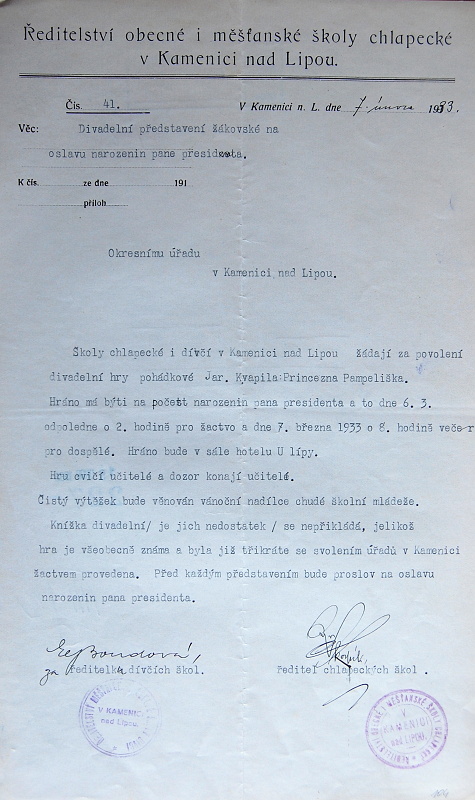 Ředitelství obecné i měšťanské školy chlapecké
v Kamenici nad Lipou.
Čís. 41. V Kamenici n. L. dne 7. února 1933.
Věc: Divadelní představení žákovské na
oslavu narozenin pane presidenta.
K čís. ze dne 191
příloh
Okresnímu úřadu
v Kamenici nad Lipou.
Školy chlapecké i dívčí v Kamenici nad Lipou žádají za povolení
divadelní hry pohádkové Jar. Kvapila:Princezna Pampeliška.
Hráno má býti na počett narozenin pana presidenta a to dne 6. 3.
odpoledne o 2. hodině pro žactvo a dne 7. března 1933 o 8. hodině večer
pro dospělé. Hráno bude v sále hotelu U lípy.
Hru cvičí učitelé a dozor konají učitelé.
Čistý výtěžek bude věnován vánoční nadílce chudé školní mládeže.
Knížka divadelní/ je jich nedostatek / se nepřikládá, jelikož
hra je všeobecně známa a byla již třikráte se svolením úřadů v Kamenici
žactvem provedena. Před každým představením bude proslov na oslavu
narozenin pana presidenta.
za ředitelka dívčích škol. Ředitel chlapeckých škol .
V KAMENICI
nad Lipou
V
KAMENICI
NAD LIPOU